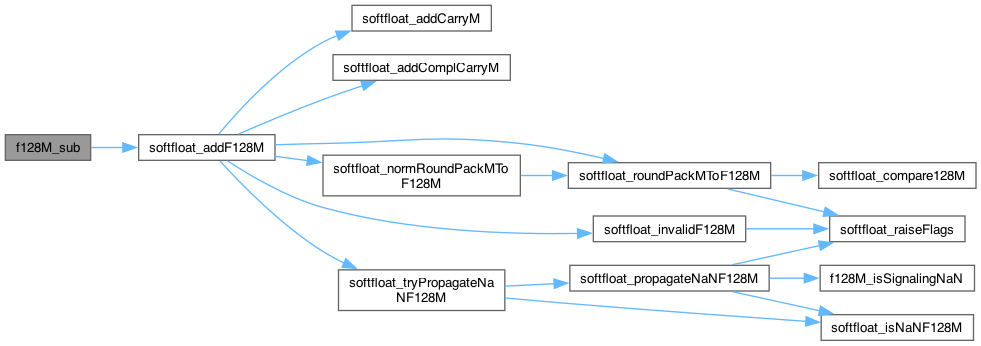 softfloat_addCarryM
softfloat_addComplCarryM
f128M_sub
softfloat_addF128M
softfloat_normRoundPackMTo
F128M
softfloat_roundPackMToF128M
softfloat_compare128M
softfloat_invalidF128M
softfloat_raiseFlags
softfloat_tryPropagateNa
NF128M
softfloat_propagateNaNF128M
f128M_isSignalingNaN
softfloat_isNaNF128M